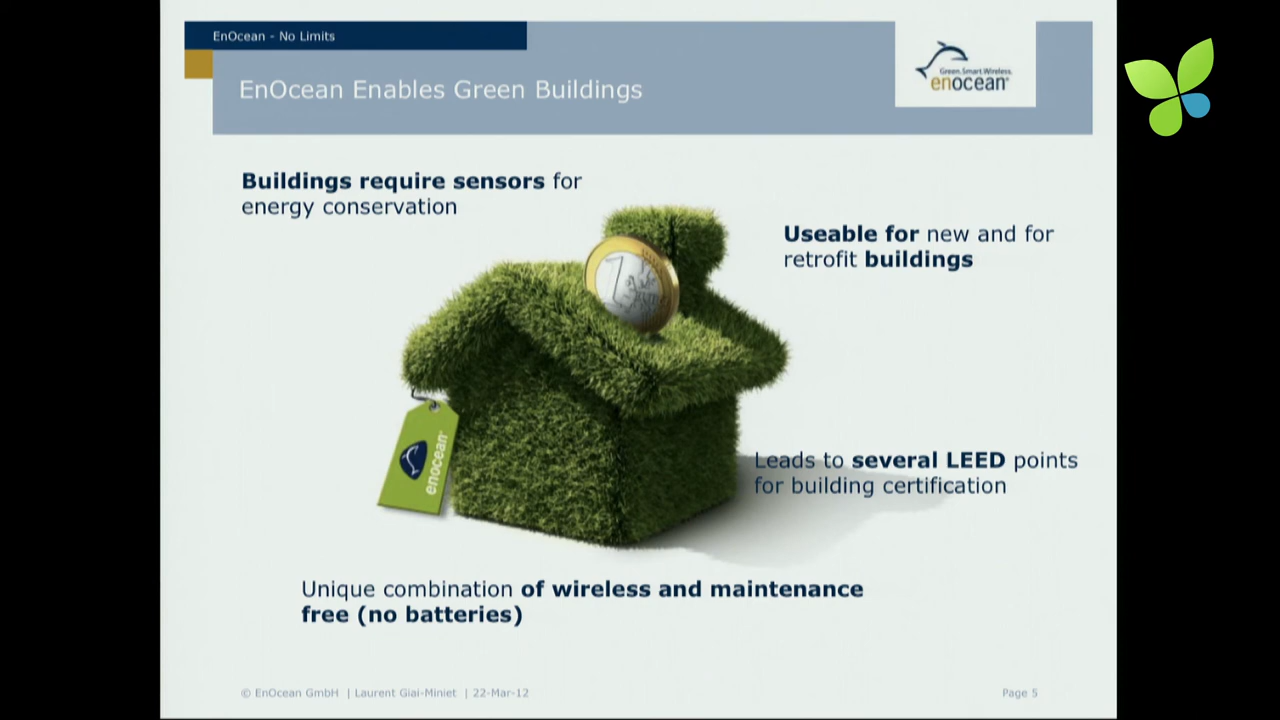 EnOcean - No Limits
EnOcean Enables Green Buildings
Green.Smart.Wireless.
enocean®
Buildings require sensors for
energy conservation
Useable for new and for
retrofit buildings
1
enocean®
Leads to several LEED points
for building certification
Unique combination of wireless and maintenance
free (no batteries)
© EnOcean GmbH | Laurent Giai-Miniet | 22-Mar-12
Page 5